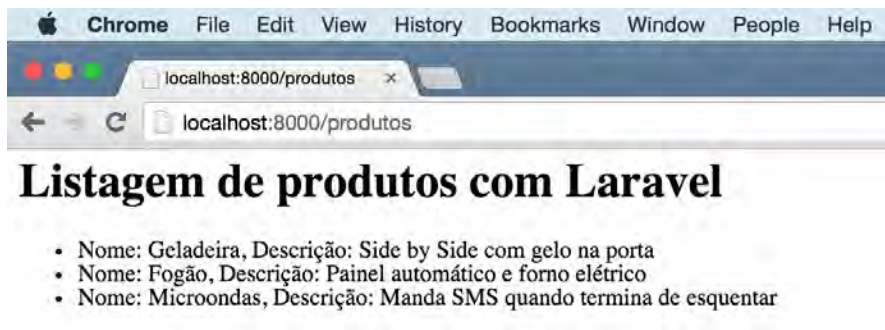 Chrome File Edit View History Bookmarks Window People Help
localhost:8000/produtos ×
localhost:8000/produtos
Listagem de produtos com Laravel
• Nome: Geladeira, Descrição: Side by Side com gelo na porta
• Nome: Fogão, Descrição: Painel automático e forno elétrico
• Nome: Microondas, Descrição: Manda SMS quando termina de esquentar